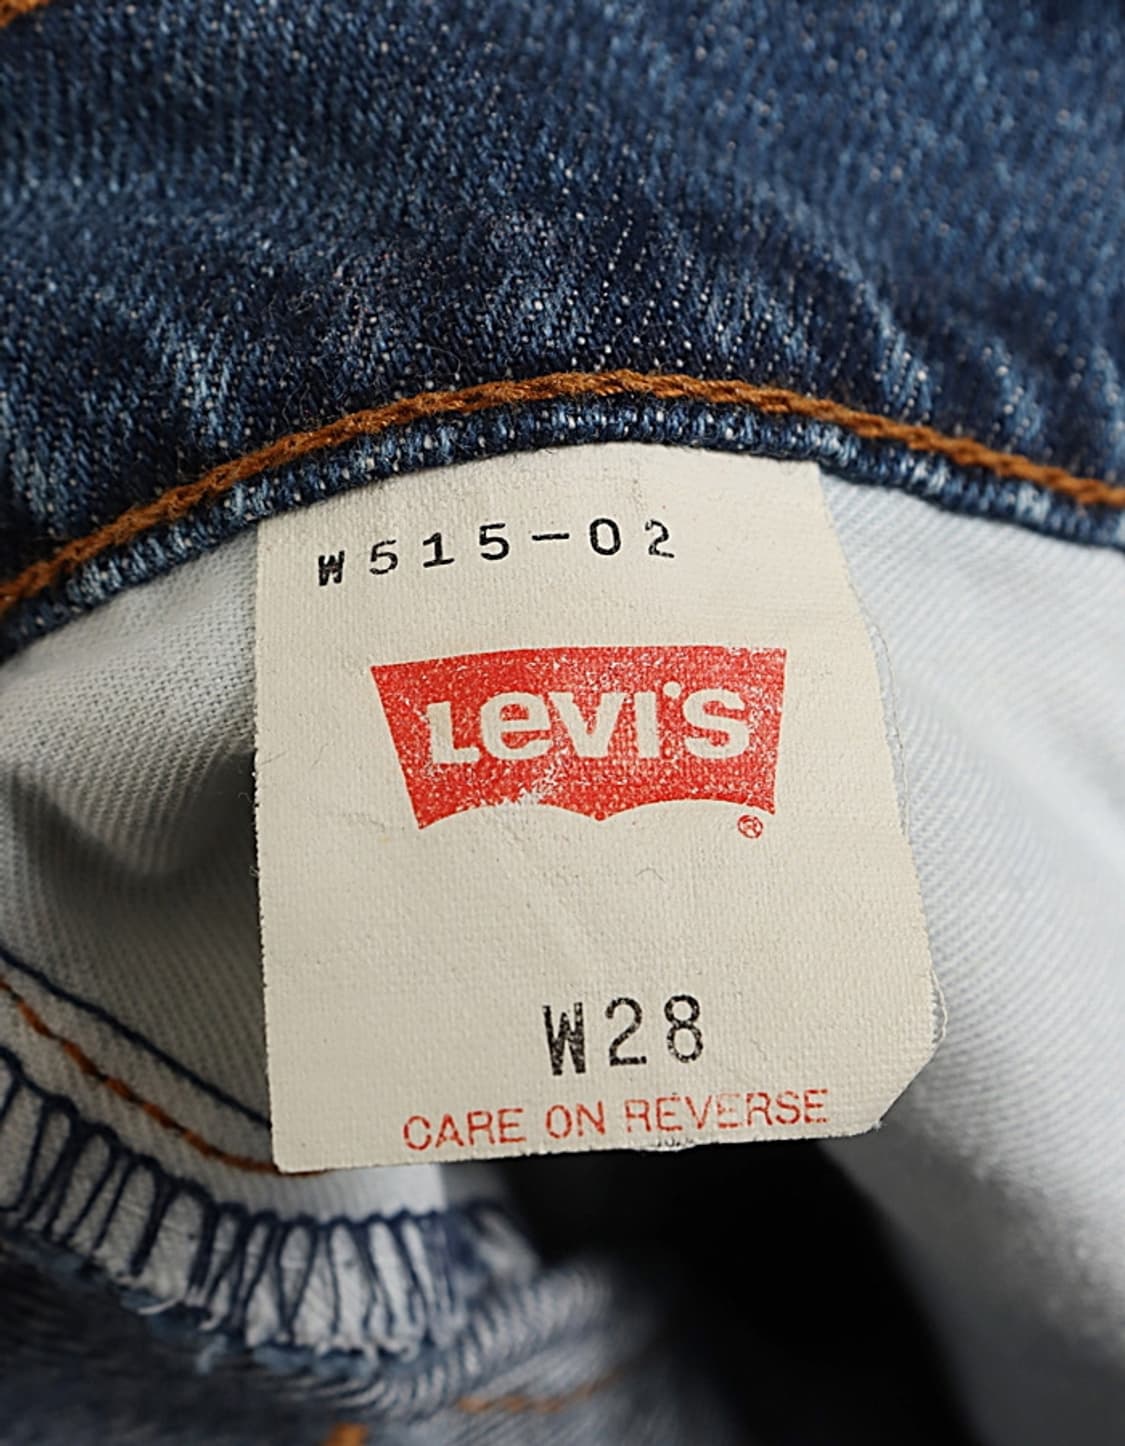 W515-02
Levi's
®
W28
CARE ON REVERSE